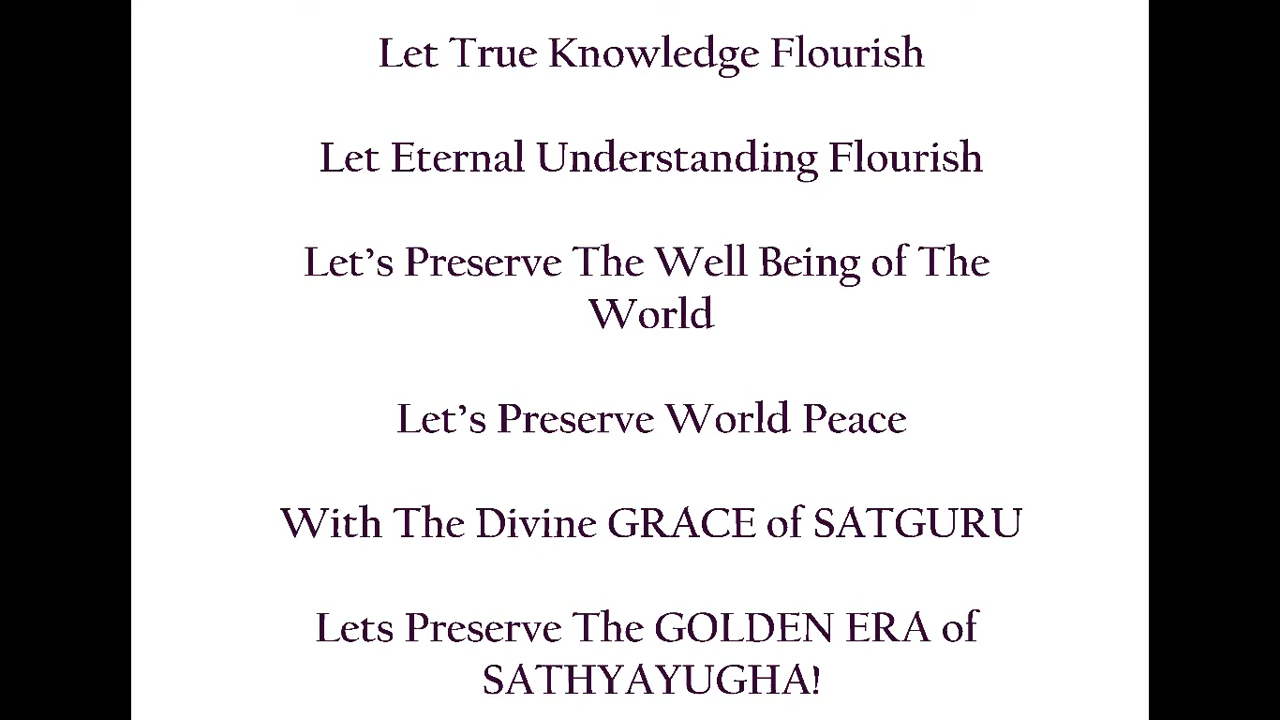 Let True Knowledge Flourish
Let Eternal Understanding Flourish
Let’s Preserve The Well Being of The
World
Let’s Preserve World Peace
With The Divine GRACE of SATGURU
Lets Preserve The GOLDEN ERA of
SATHYAYUGHA!